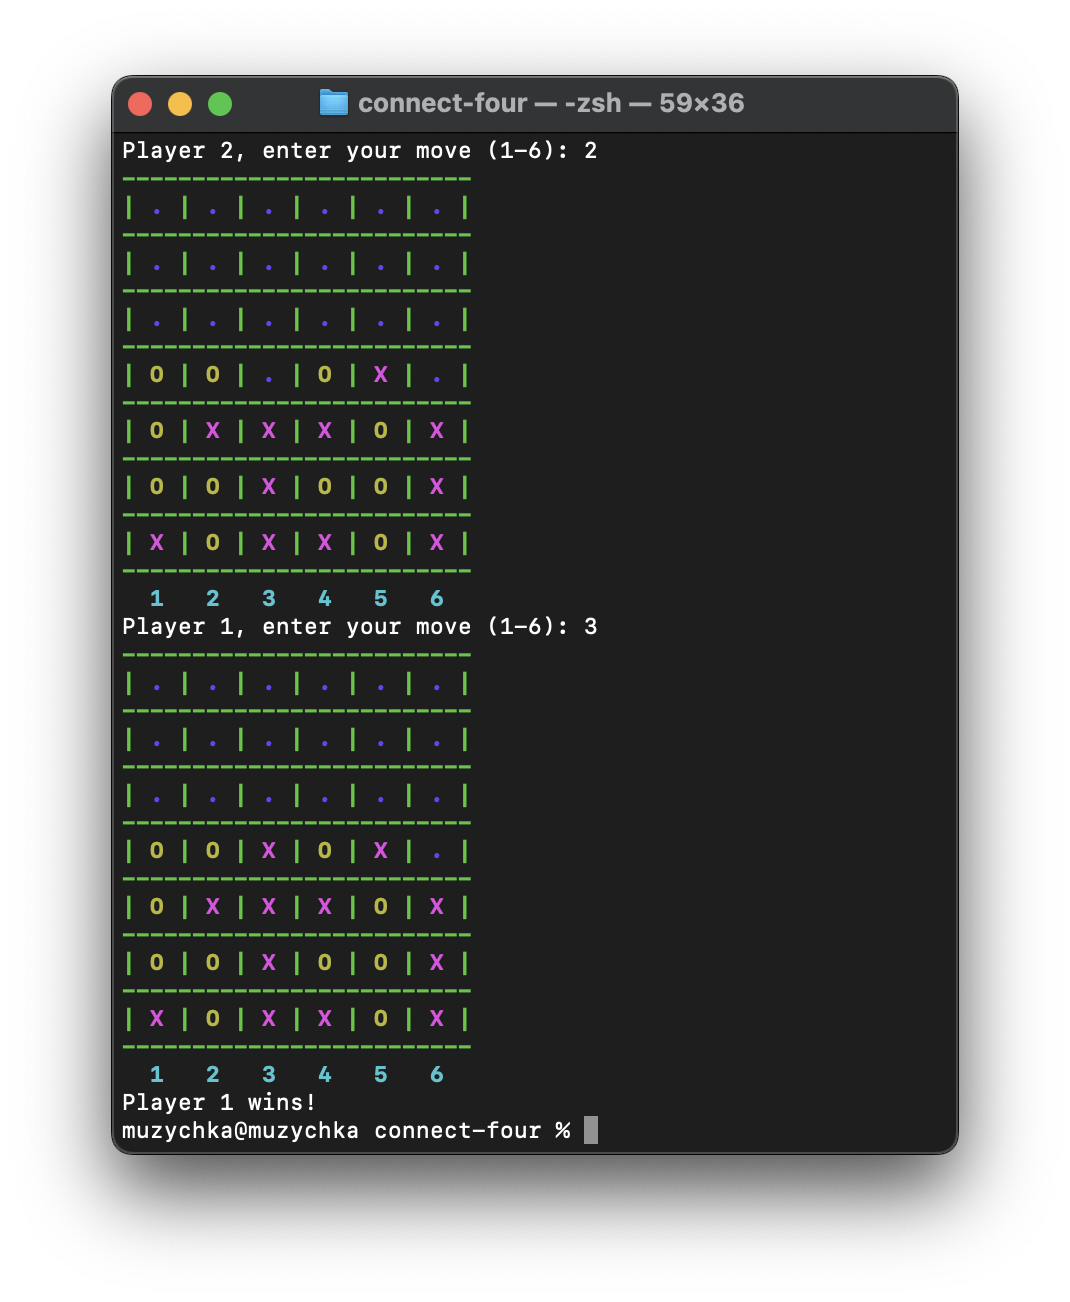 connect-four — -zsh — 59×36
Player 2, enter your move (1-6): 2
-------------------------
| . | . | . | . | . | . |
-------------------------
| . | . | . | . | . | . |
-------------------------
| . | . | . | . | . | . |
-------------------------
| O | O | . | O | X | . |
-------------------------
| O | X | X | X | O | X |
-------------------------
| O | O | X | O | O | X |
-------------------------
| X | O | X | X | O | X |
-------------------------
  1   2   3   4   5   6
Player 1, enter your move (1-6): 3
-------------------------
| . | . | . | . | . | . |
-------------------------
| . | . | . | . | . | . |
-------------------------
| . | . | . | . | . | . |
-------------------------
| O | O | X | O | X | . |
-------------------------
| O | X | X | X | O | X |
-------------------------
| O | O | X | O | O | X |
-------------------------
| X | O | X | X | O | X |
-------------------------
  1   2   3   4   5   6
Player 1 wins!
muzychka@muzychka connect-four %